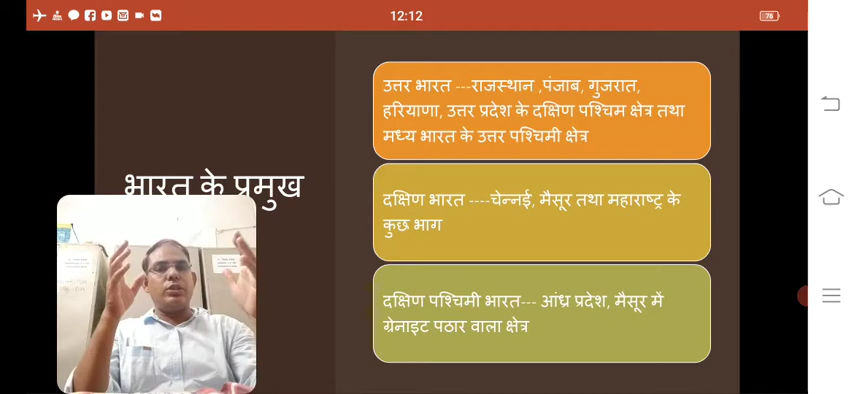 12:12
76
भारत के प्रमुख
उत्तर भारत ---राजस्थान ,पंजाब, गुजरात,
हरियाणा, उत्तर प्रदेश के दक्षिण पश्चिम क्षेत्र तथा
मध्य भारत के उत्तर पश्चिमी क्षेत्र
दक्षिण भारत ----चेन्नई, मैसूर तथा महाराष्ट्र के
कुछ भाग
दक्षिण पश्चिमी भारत--- आंध्र प्रदेश, मैसूर में
ग्रेनाइट पठार वाला क्षेत्र